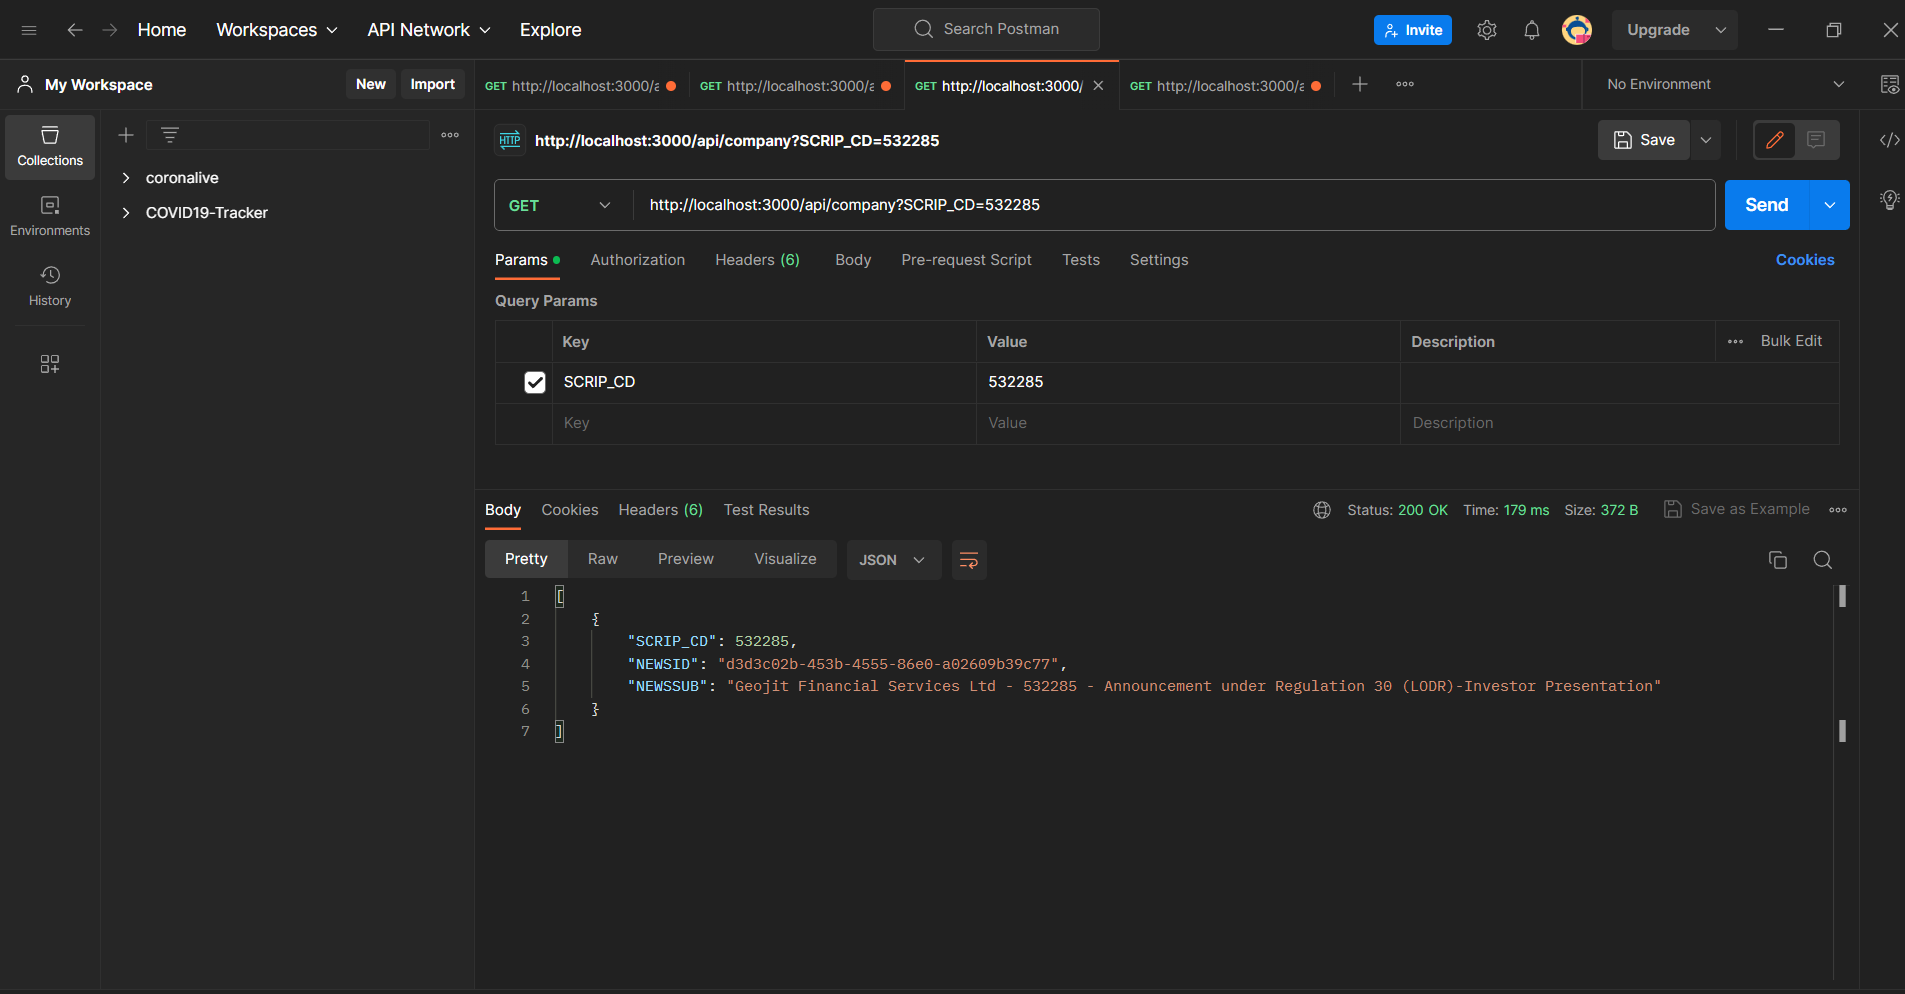 Home Workspaces API Network Explore Search Postman Invite Upgrade
My Workspace New Import GET http://localhost:3000/a GET http://localhost:3000/a GET http://localhost:3000/ GET http://localhost:3000/a No Environment
Collections
Environments
History
coronalive
COVID19-Tracker
HTTP http://localhost:3000/api/company?SCRIP_CD=532285 Save
GET http://localhost:3000/api/company?SCRIP_CD=532285 Send
Params Authorization Headers (6) Body Pre-request Script Tests Settings Cookies
Query Params
Key Value Description Bulk Edit
SCRIP_CD 532285
Key Value Description
Body Cookies Headers (6) Test Results Status: 200 OK Time: 179 ms Size: 372 B Save as Example
Pretty Raw Preview Visualize JSON
1 [
2 {
3 "SCRIP_CD": 532285,
4 "NEWSID": "d3d3c02b-453b-4555-86e0-a02609b39c77",
5 "NEWSSUB": "Geojit Financial Services Ltd - 532285 - Announcement under Regulation 30 (LODR)-Investor Presentation"
6 }
7 ]